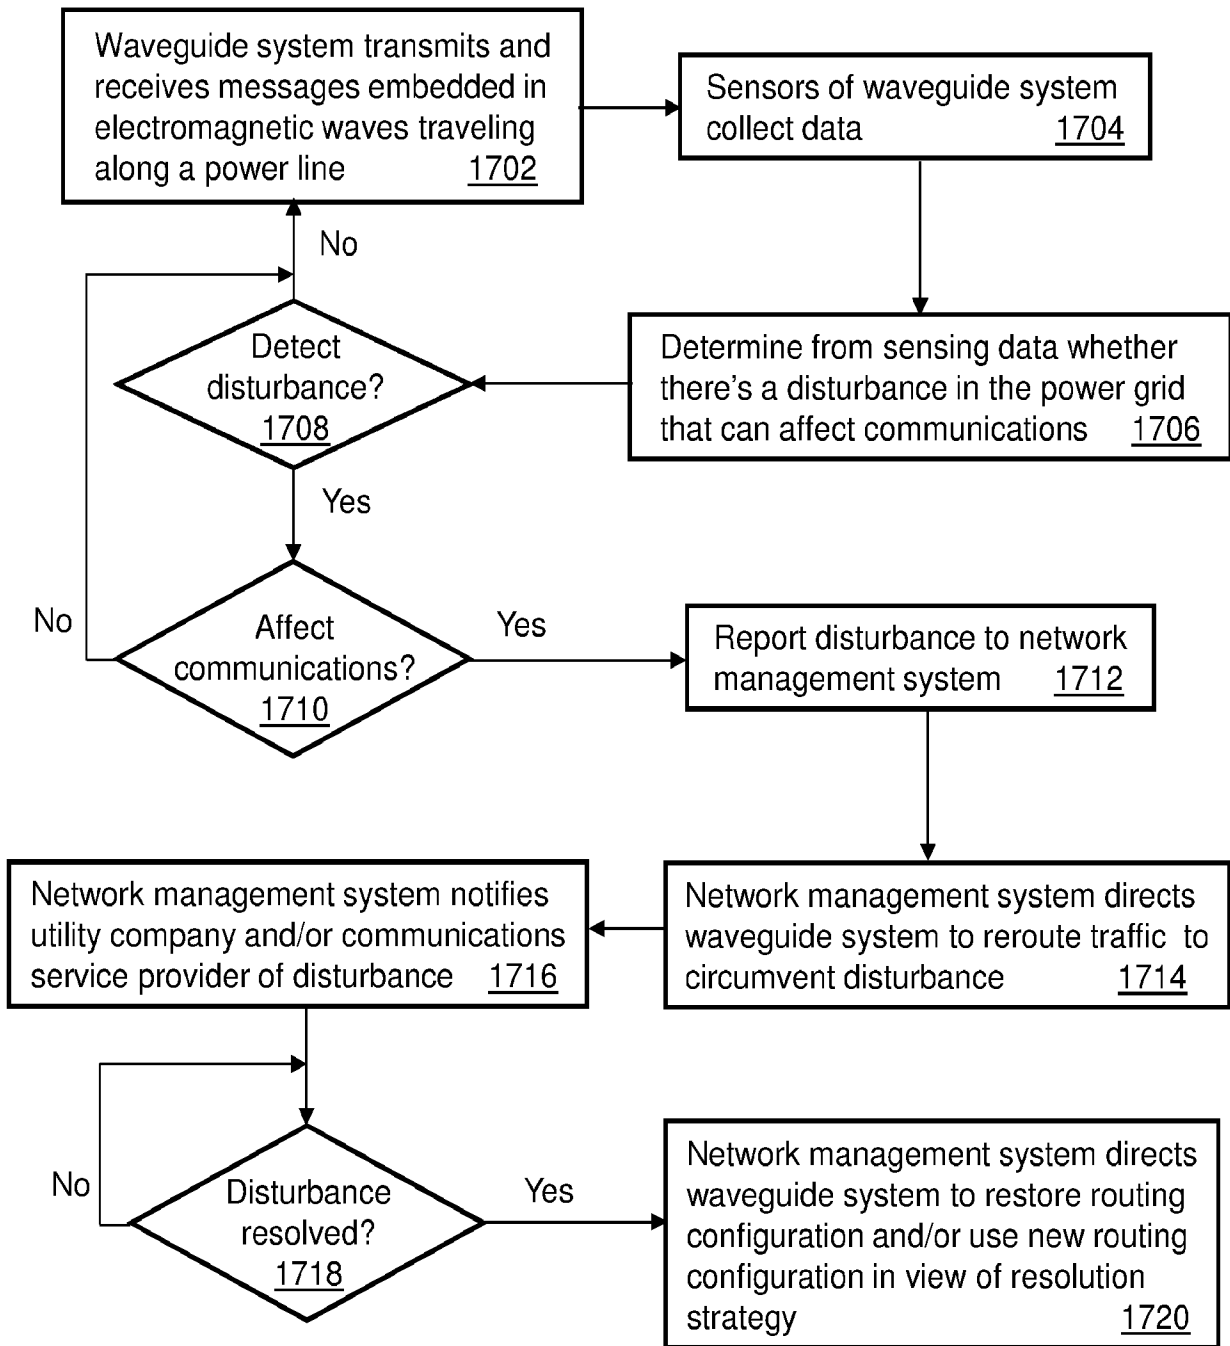 Waveguide system transmits and
receives messages embedded in
electromagnetic waves traveling
along a power line 1702
Sensors of waveguide system
collect data 1704
No
Detect
disturbance?
1708
Determine from sensing data whether
there's a disturbance in the power grid
that can affect communications 1706
Yes
No
Affect
communications?
1710
Yes
Report disturbance to network
management system 1712
Network management system notifies
utility company and/or communications
service provider of disturbance 1716
Network management system directs
waveguide system to reroute traffic to
circumvent disturbance 1714
No
Disturbance
resolved?
1718
Yes
Network management system directs
waveguide system to restore routing
configuration and/or use new routing
configuration in view of resolution
strategy 1720